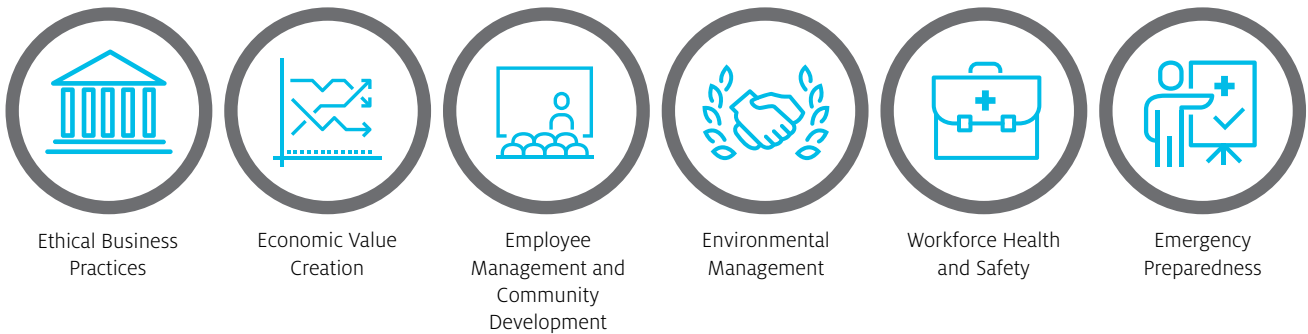 Ethical Business
Practices
Economic Value
Creation
Employee
Management and
Community
Development
Environmental
Management
Workforce Health
and Safety
Emergency
Preparedness